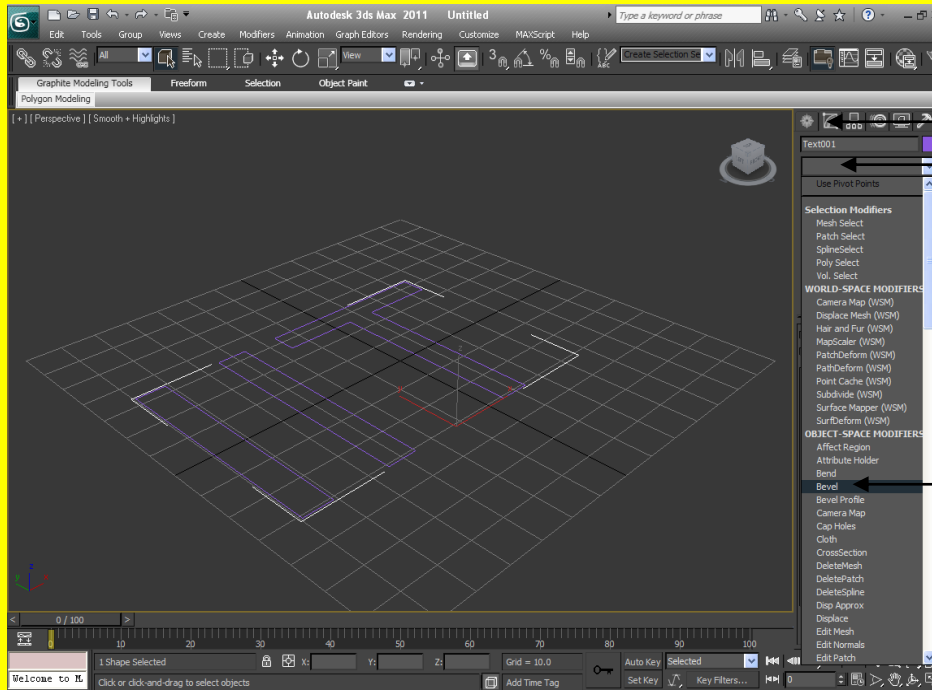 Autodesk 3ds Max 2011 Untitled
Type a keyword or phrase
Edit Tools Group Views Create Modifiers Animation Graph Editors Rendering Customize MAXScript Help
All View 3 Create Selection Se
Graphite Modeling Tools Freeform Selection Object Paint
Polygon Modeling
[ + ] [ Perspective ] [ Smooth + Highlights ]
Text001
Use Pivot Points
Selection Modifiers
Mesh Select
Patch Select
SplineSelect
Poly Select
Vol. Select
WORLD-SPACE MODIFIERS
Camera Map (WSM)
Displace Mesh (WSM)
Hair and Fur (WSM)
MapScaler (WSM)
PatchDeform (WSM)
PathDeform (WSM)
Point Cache (WSM)
Subdivide (WSM)
Surface Mapper (WSM)
SurfDeform (WSM)
OBJECT-SPACE MODIFIERS
Affect Region
Attribute Holder
Bend
Bevel
Bevel Profile
Camera Map
Cap Holes
Cloth
CrossSection
DeleteMesh
DeletePatch
DeleteSpline
Disp Approx
Displace
Edit Mesh
Edit Normals
Edit Patch
z
0 / 100
0 10 20 30 40 50 60 70 80 90 100
1 Shape Selected X: Y: Z: Grid = 10.0 Auto Key Selected
Welcome to M. Click or click-and-drag to select objects Add Time Tag Set Key Key Filters... 0